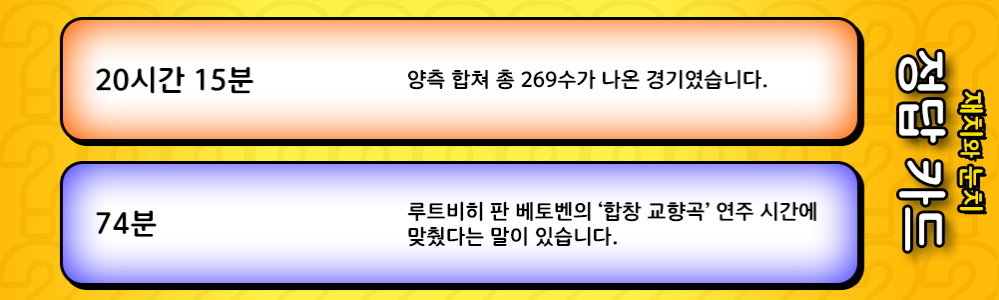 20시간 15분
양측 합쳐 총 269수가 나온 경기였습니다.
74분
루트비히 판 베토벤의 ‘합창 교향곡’ 연주 시간에
맞췄다는 말이 있습니다.
재치와 눈치
정답 카드